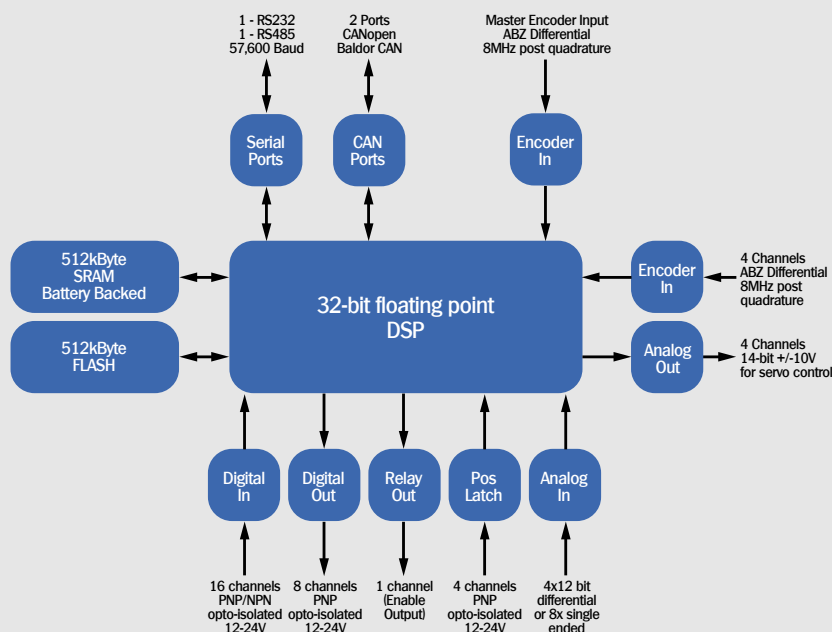 1 - RS232
1 - RS485
57,600 Baud
2 Ports
CANopen
Baldor CAN
Master Encoder Input
ABZ Differential
8MHz post quadrature
Serial
Ports
CAN
Ports
Encoder
In
512kByte
SRAM
Battery Backed
512kByte
FLASH
32-bit floating point
DSP
Encoder
In
4 Channels
ABZ Differential
8MHz post
quadrature
Analog
Out
4 Channels
14-bit +/-10V
for servo control
Digital
In
Digital
Out
Relay
Out
Pos
Latch
Analog
In
16 channels
PNP/NPN
opto-isolated
12-24V
8 channels
PNP
opto-isolated
12-24V
1 channel
(Enable
Output)
4 channels
PNP
opto-isolated
12-24V
4x12 bit
differential
or 8x single
ended